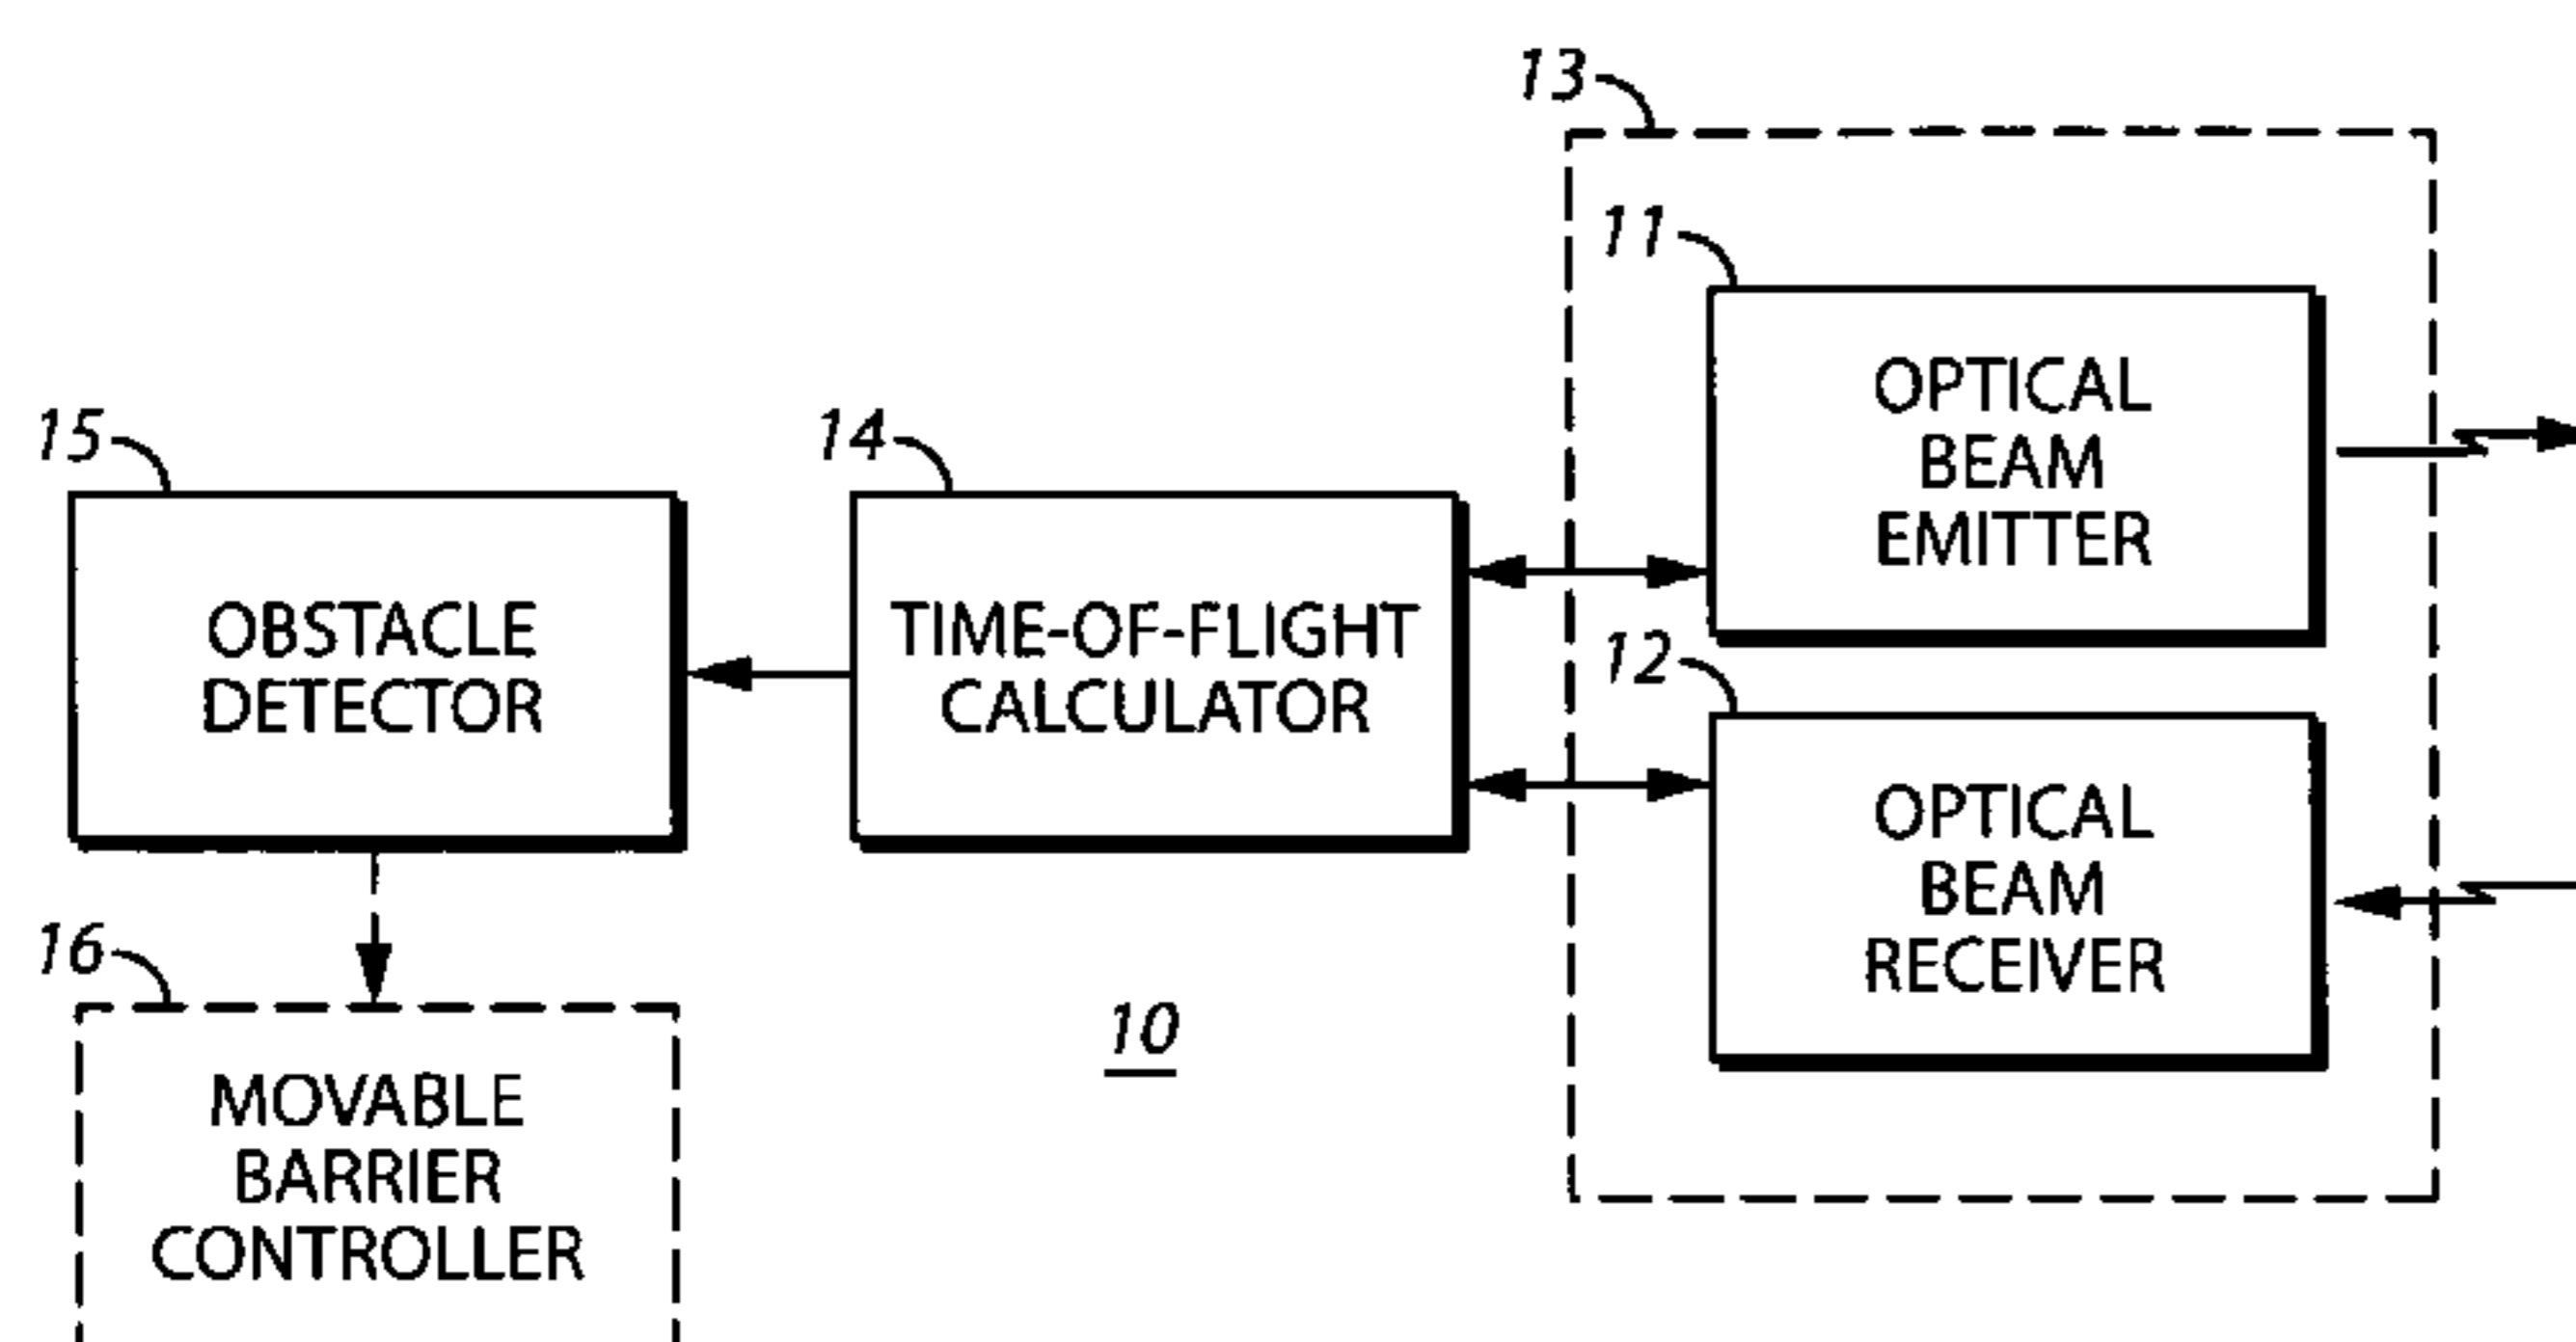 13
11
OPTICAL
BEAM
EMITTER
15
OBSTACLE
DETECTOR
14
TIME-OF-FLIGHT
CALCULATOR
12
OPTICAL
BEAM
RECEIVER
16
MOVABLE
BARRIER
CONTROLLER
10